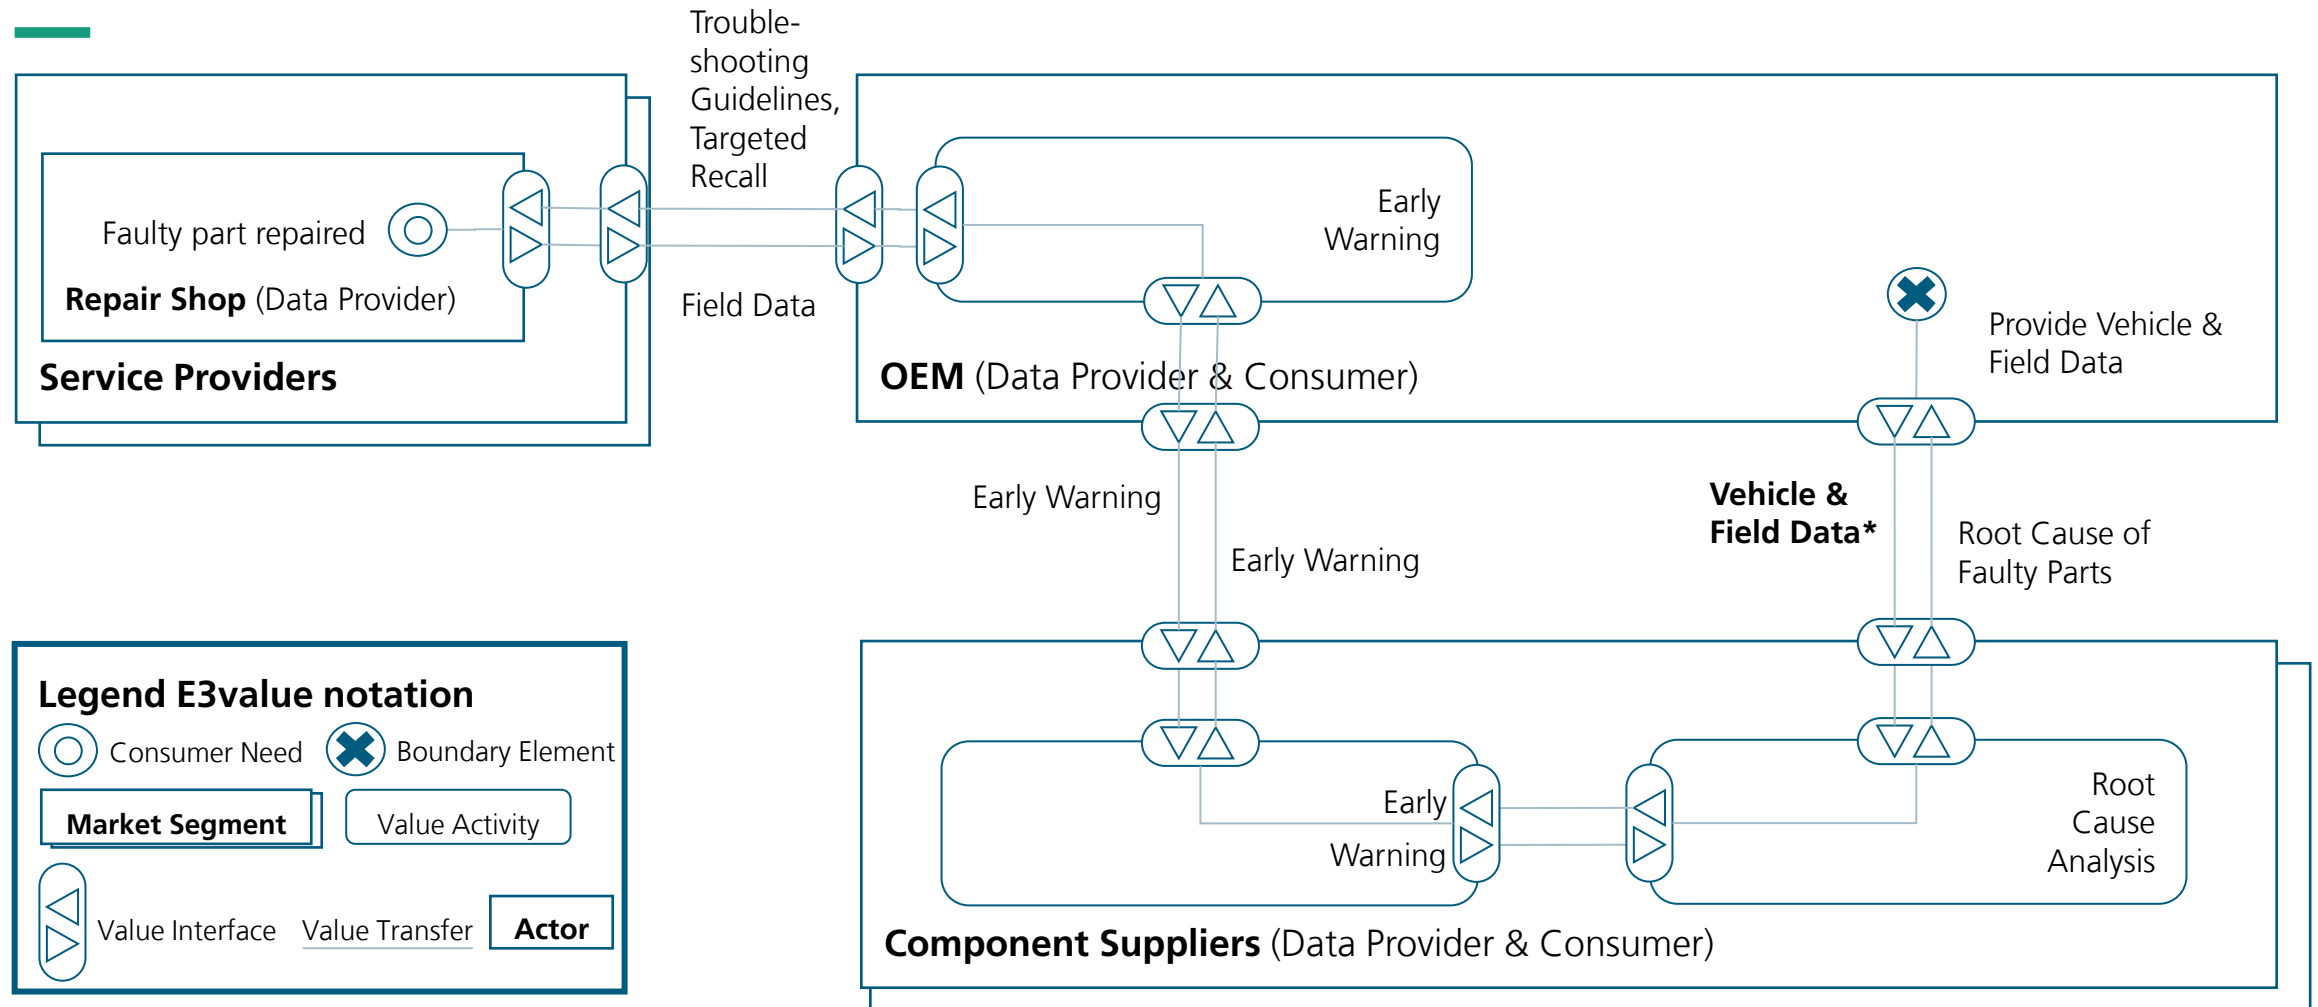 Trouble-
shooting
Guidelines,
Targeted
Recall
Faulty part repaired
Repair Shop (Data Provider)
Service Providers
Field Data
Early
Warning
OEM (Data Provider & Consumer)
Provide Vehicle &
Field Data
Early Warning
Early Warning
Vehicle &
Field Data*
Root Cause of
Faulty Parts
Legend E3value notation
Consumer Need
Boundary Element
Market Segment
Value Activity
Value Interface
Value Transfer
Actor
Early
Warning
Root
Cause
Analysis
Component Suppliers (Data Provider & Consumer)